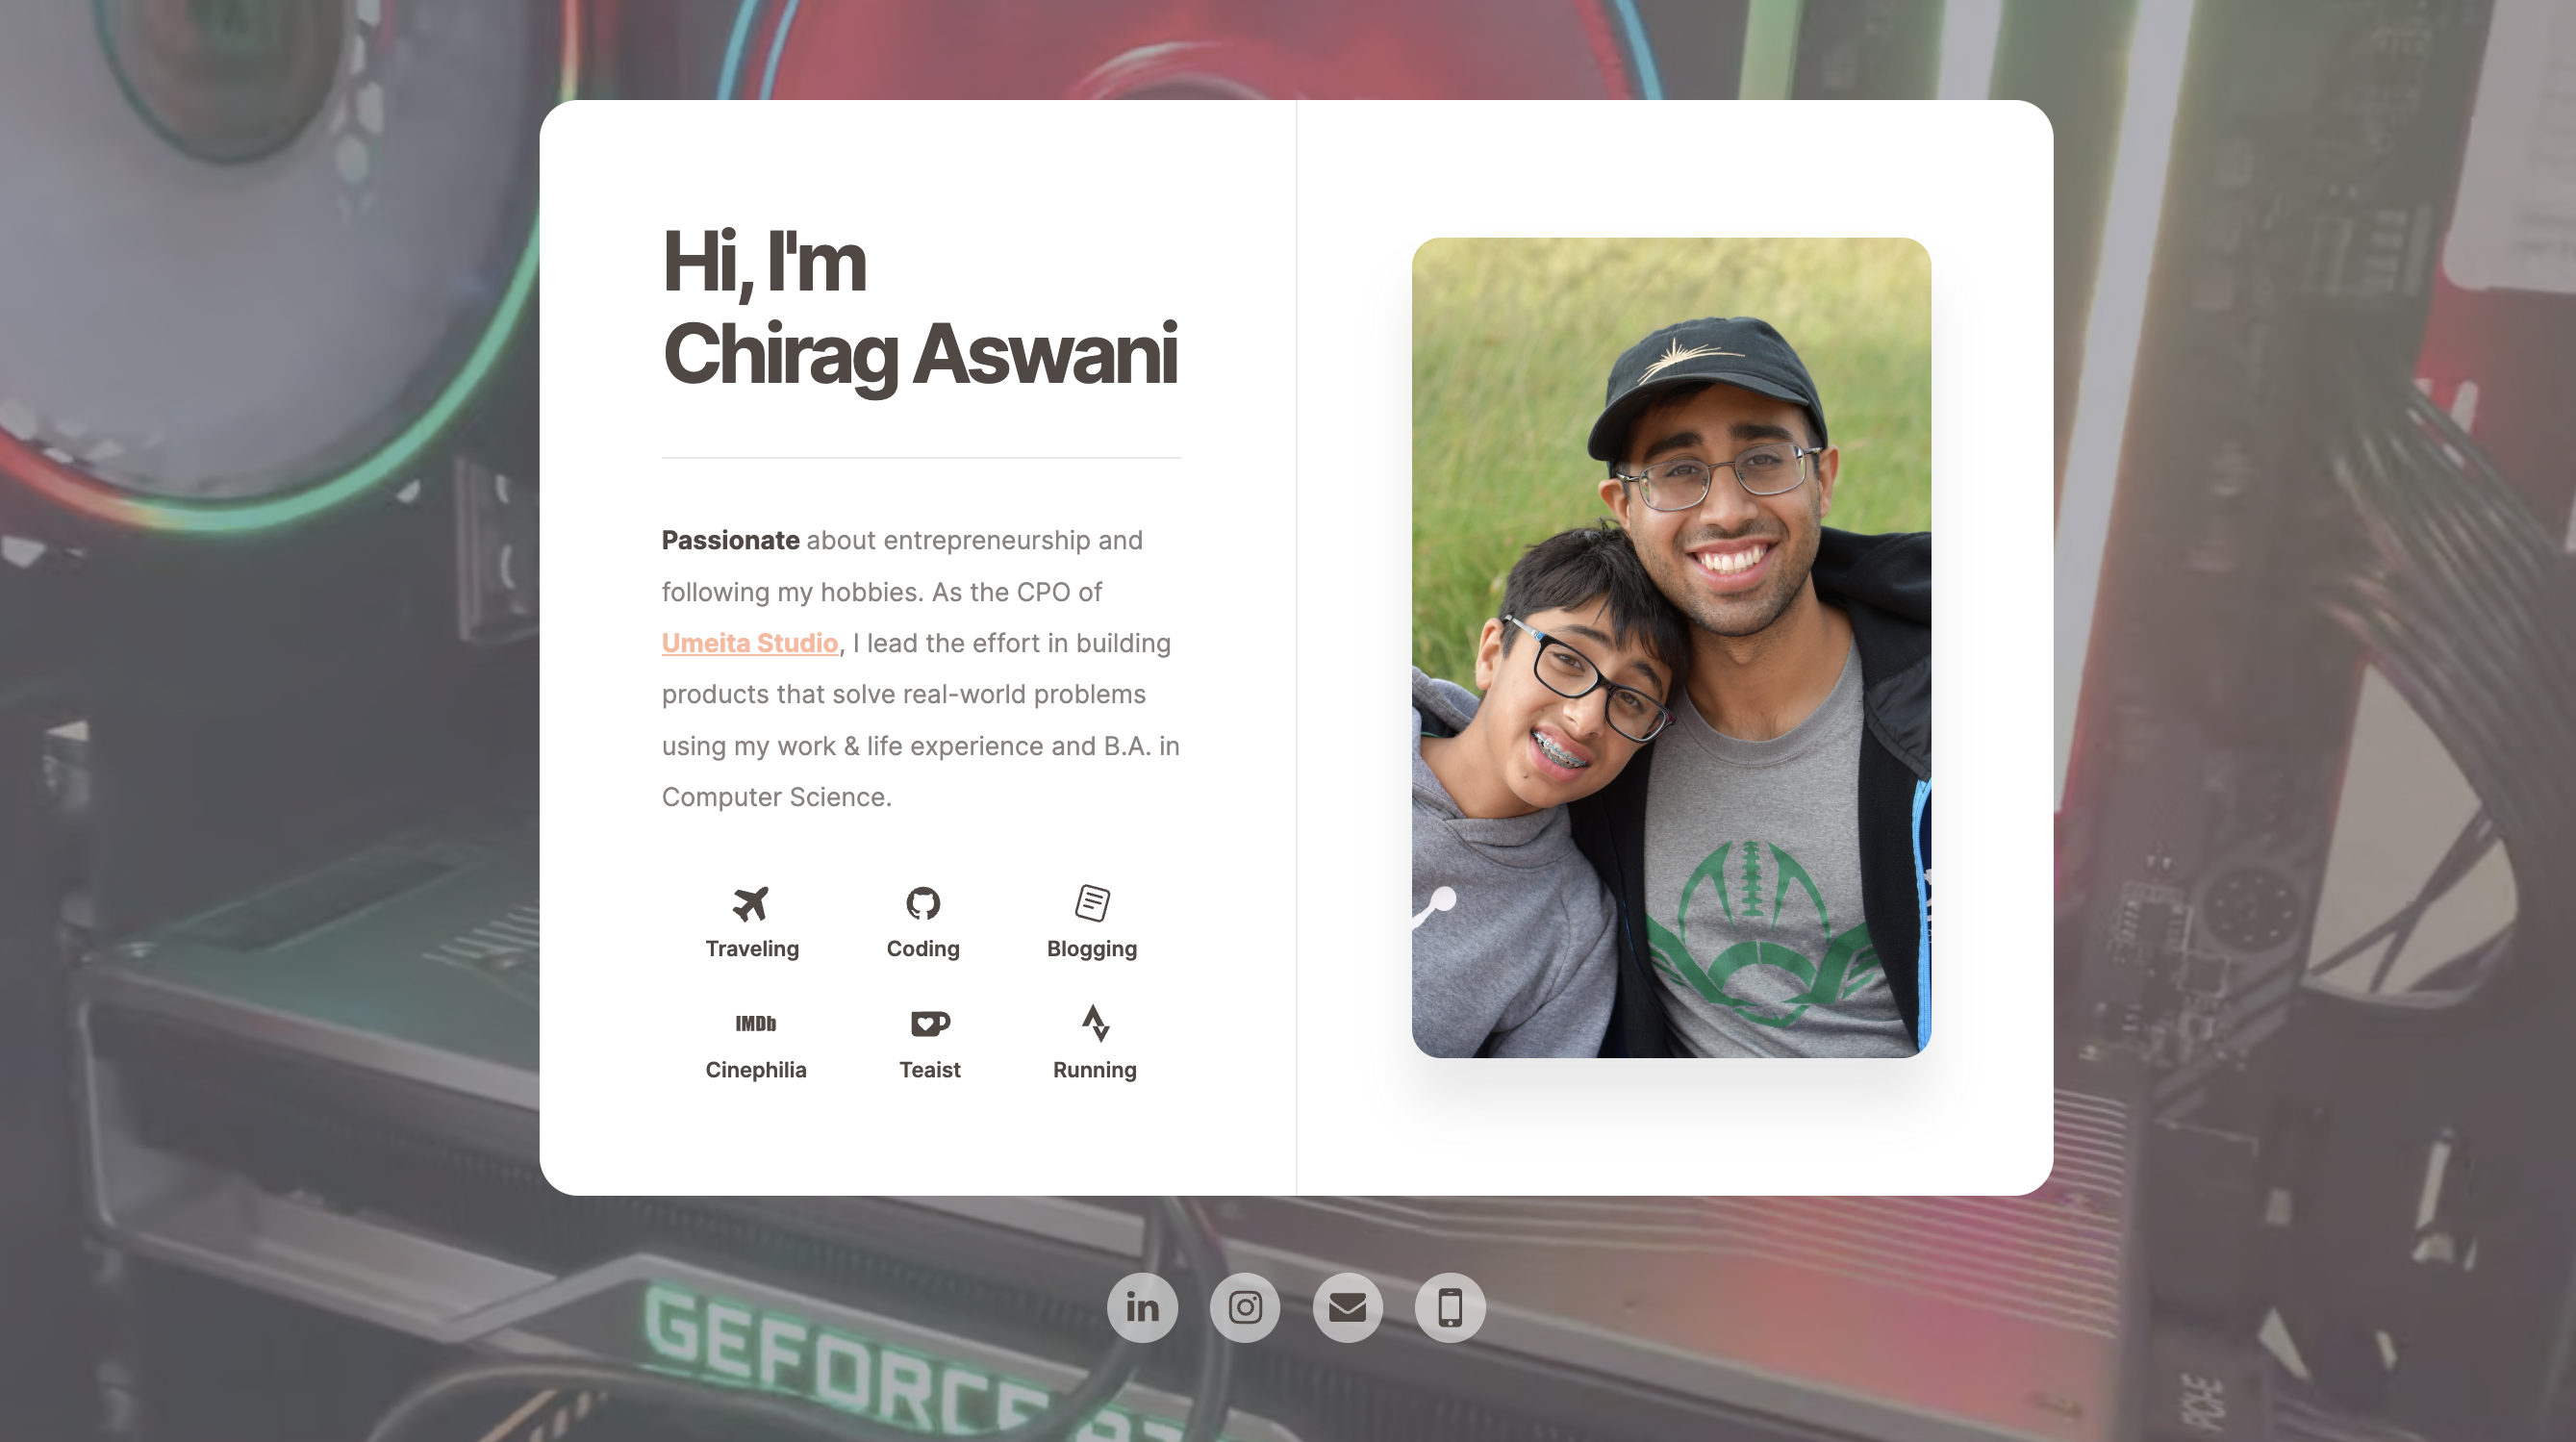 Hi, I'm
Chirag Aswani
Passionate about entrepreneurship and
following my hobbies. As the CPO of
Umeita Studio, I lead the effort in building
products that solve real-world problems
using my work & life experience and B.A. in
Computer Science.
Traveling
Coding
Blogging
IMDb
Cinephilia
Teaist
Running
in
GEFORCE
PCI-E